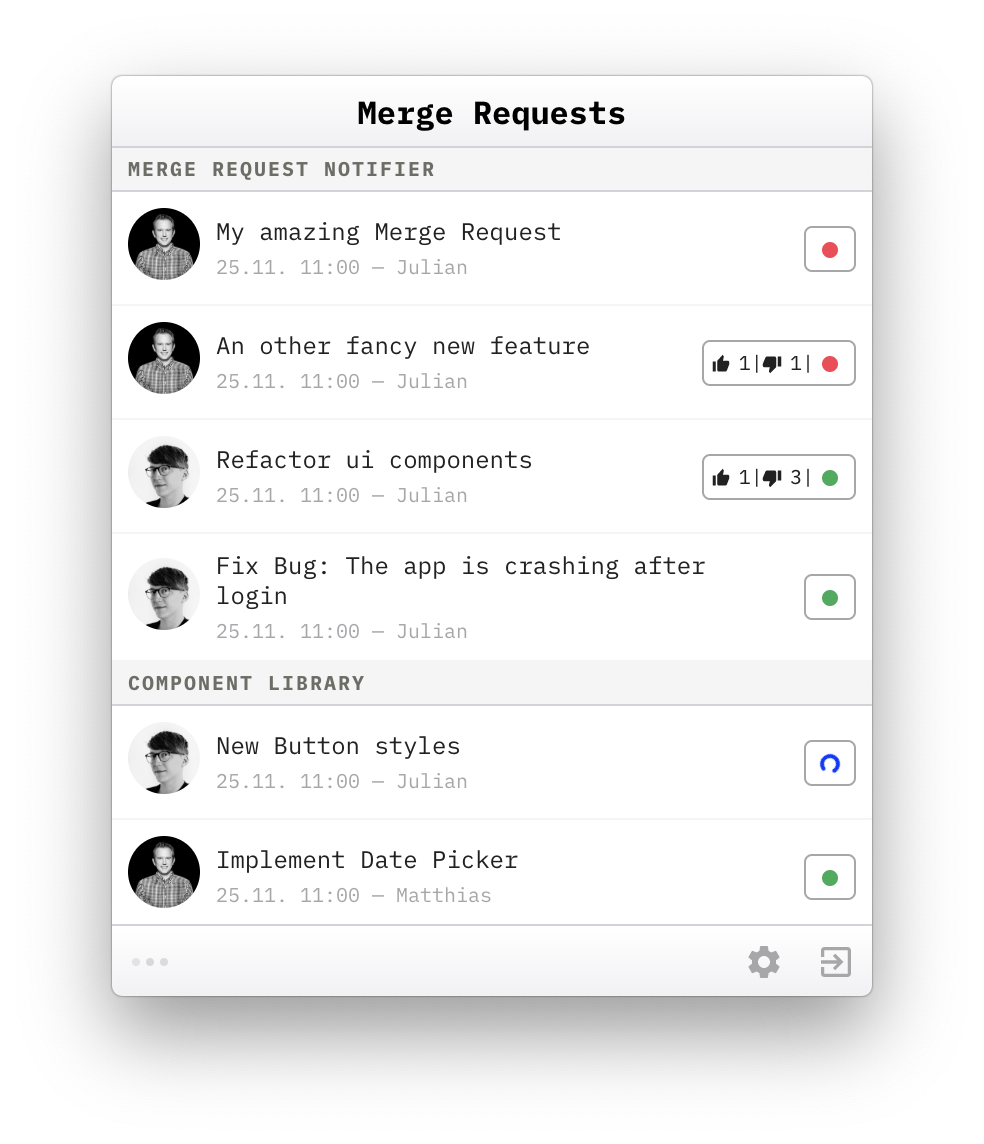 Merge Requests
MERGE REQUEST NOTIFIER
My amazing Merge Request
25.11. 11:00 — Julian
An other fancy new feature
1| 1|
25.11. 11:00 — Julian
Refactor ui components
1| 3|
25.11. 11:00 — Julian
Fix Bug: The app is crashing after
login
25.11. 11:00 — Julian
COMPONENT LIBRARY
New Button styles
25.11. 11:00 — Julian
Implement Date Picker
25.11. 11:00 — Matthias